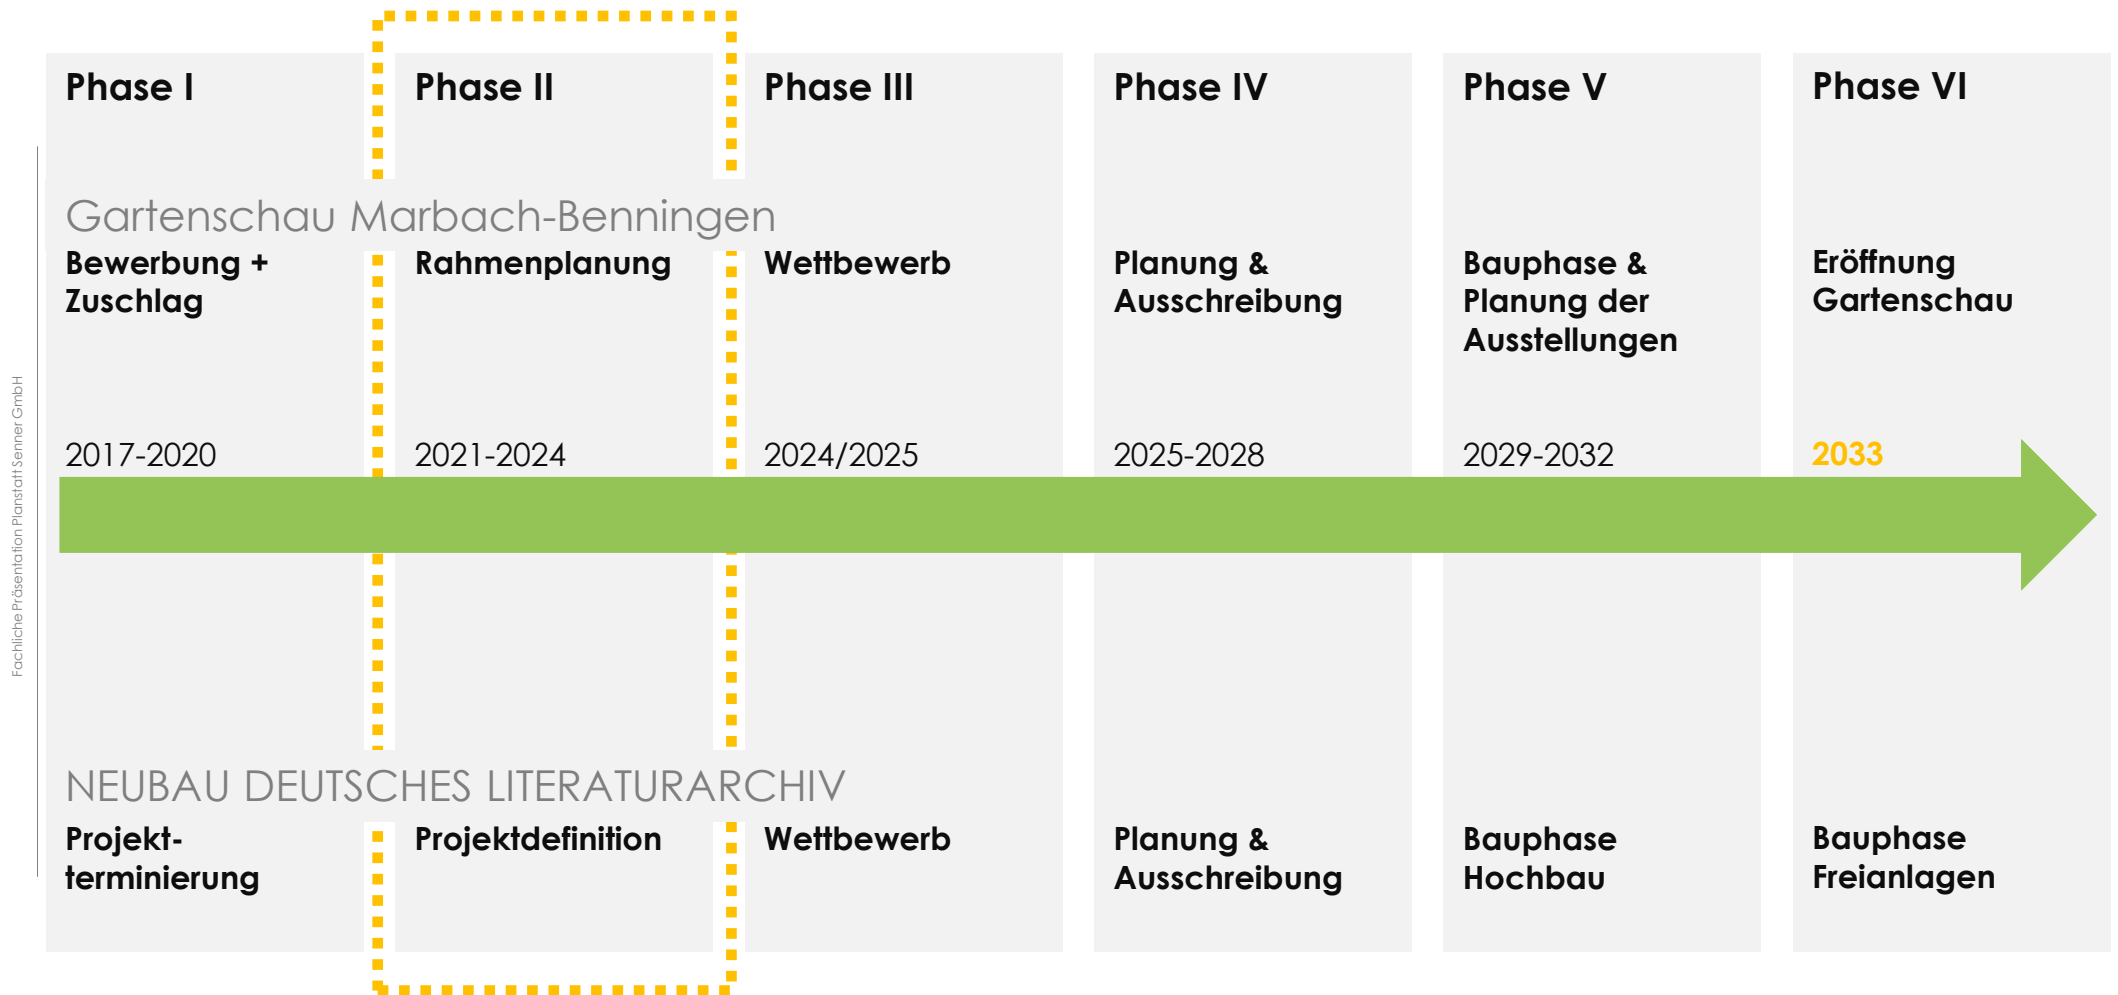 Phase I
Phase II
Phase III
Phase IV
Phase V
Phase VI
Gartenschau Marbach-Benningen
Bewerbung +
Zuschlag
Rahmenplanung
Wettbewerb
Planung &
Ausschreibung
Bauphase &
Planung der
Ausstellungen
Eröffnung
Gartenschau
2017-2020
2021-2024
2024/2025
2025-2028
2029-2032
2033
NEUBAU DEUTSCHES LITERATURARCHIV
Projekt-
terminierung
Projektdefinition
Wettbewerb
Planung &
Ausschreibung
Bauphase
Hochbau
Bauphase
Freianlagen
Fachliche Präsentation Planstatt Senner GmbH